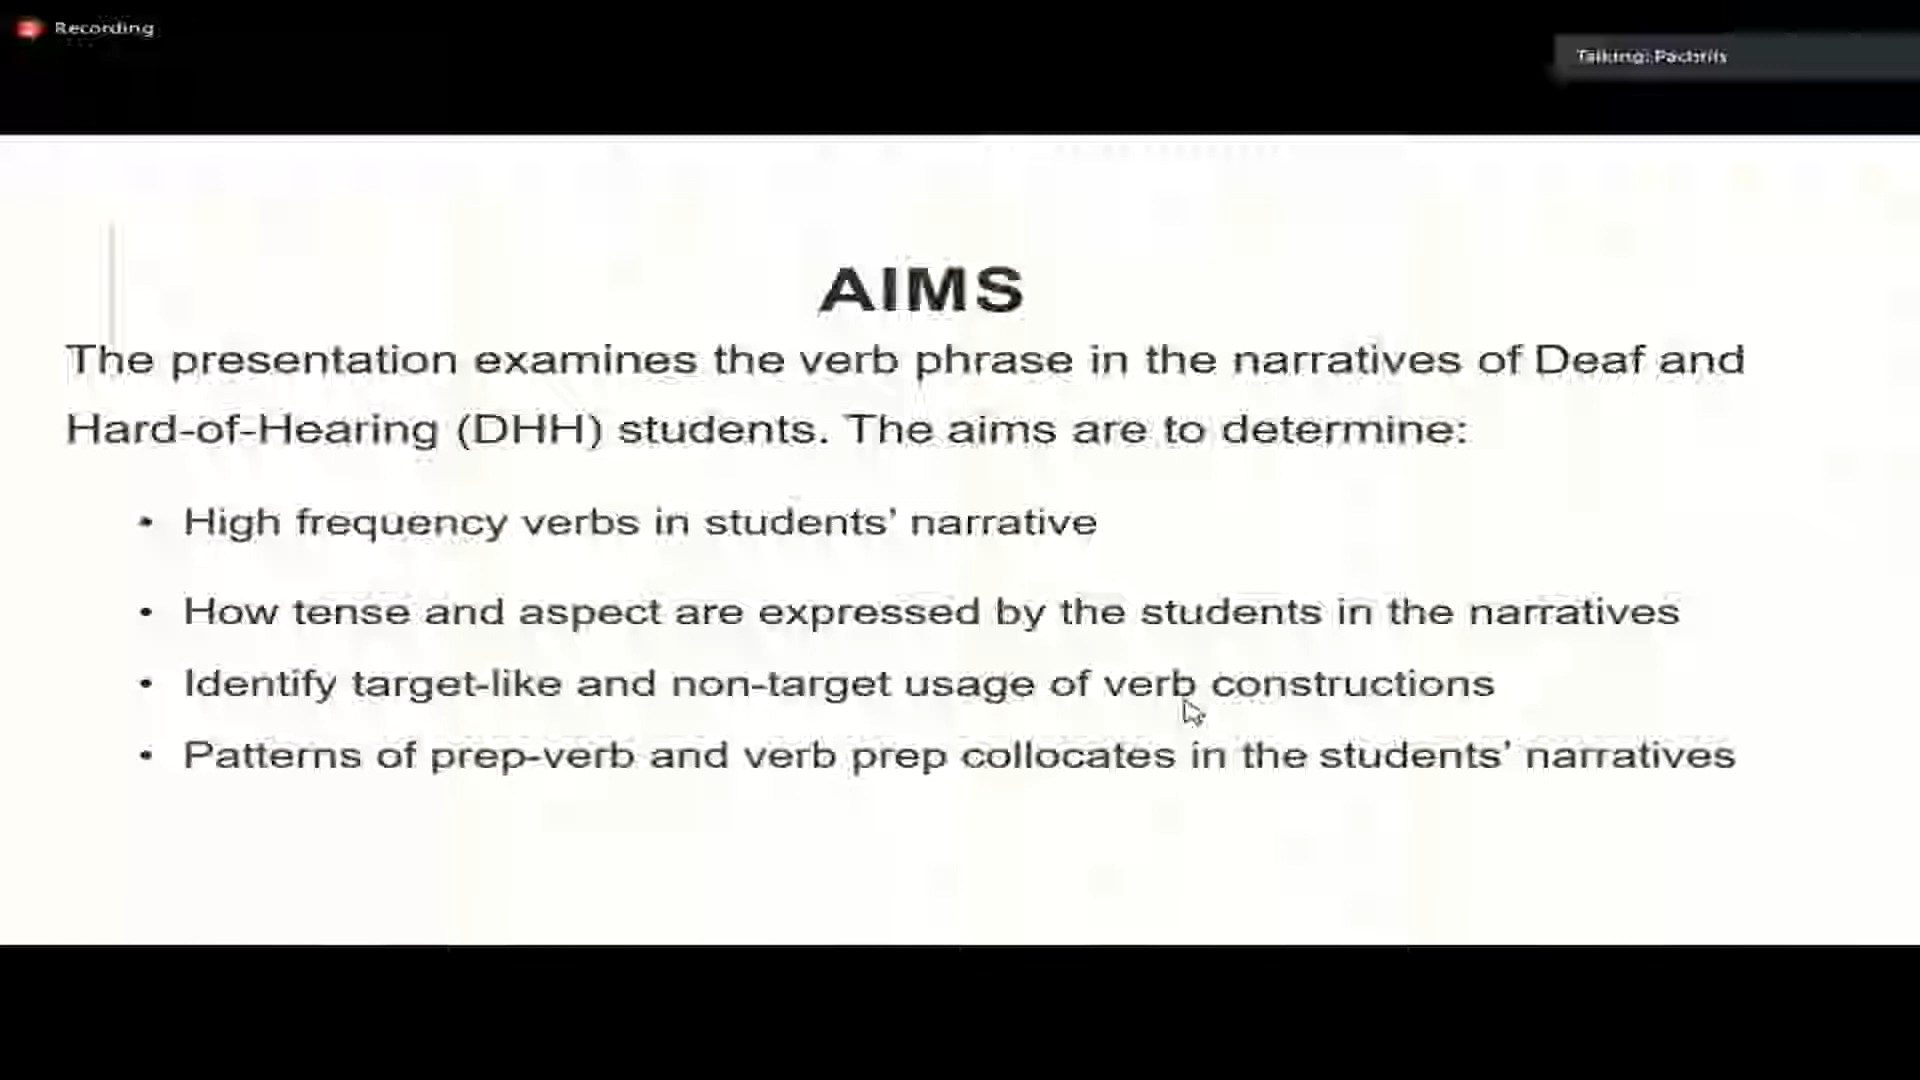 Recording
Talking:
AIMS
The presentation examines the verb phrase in the narratives of Deaf and
Hard-of-Hearing (DHH) students. The aims are to determine:
• High frequency verbs in students’ narrative
• How tense and aspect are expressed by the students in the narratives
• Identify target-like and non-target usage of verb constructions
• Patterns of prep-verb and verb prep collocates in the students’ narratives